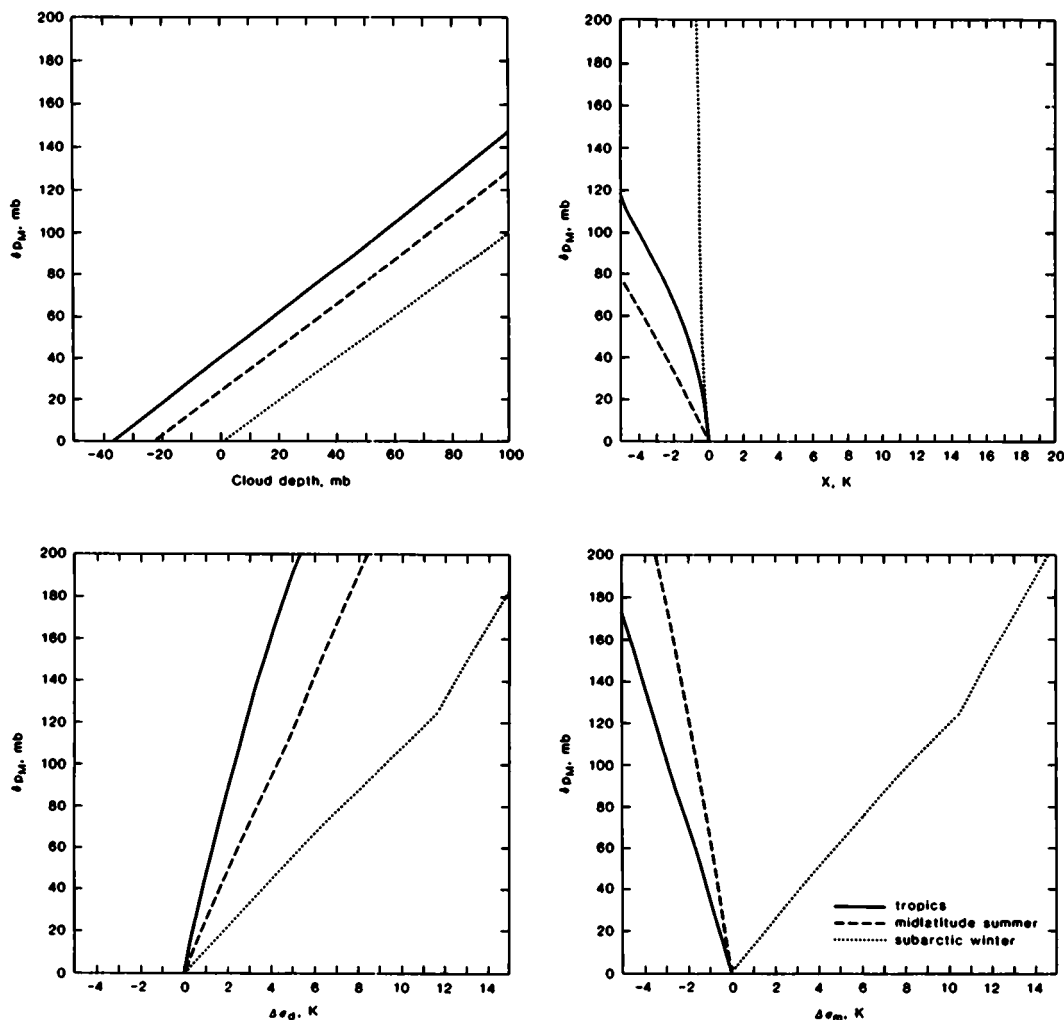 200
180
160
140
120
100
80
60
40
20
0
δpM, mb
-40 -20 0 20 40 60 80 100
Cloud depth, mb
200
180
160
140
120
100
80
60
40
20
0
δpM, mb
-4 -2 0 2 4 6 8 10 12 14 16 18 20
X, K
200
180
160
140
120
100
80
60
40
20
0
δpM, mb
-4 -2 0 2 4 6 8 10 12 14
Δσd, K
200
180
160
140
120
100
80
60
40
20
0
δpM, mb
tropics
midlatitude summer
subarctic winter
-4 -2 0 2 4 6 8 10 12 14
Δσm, K